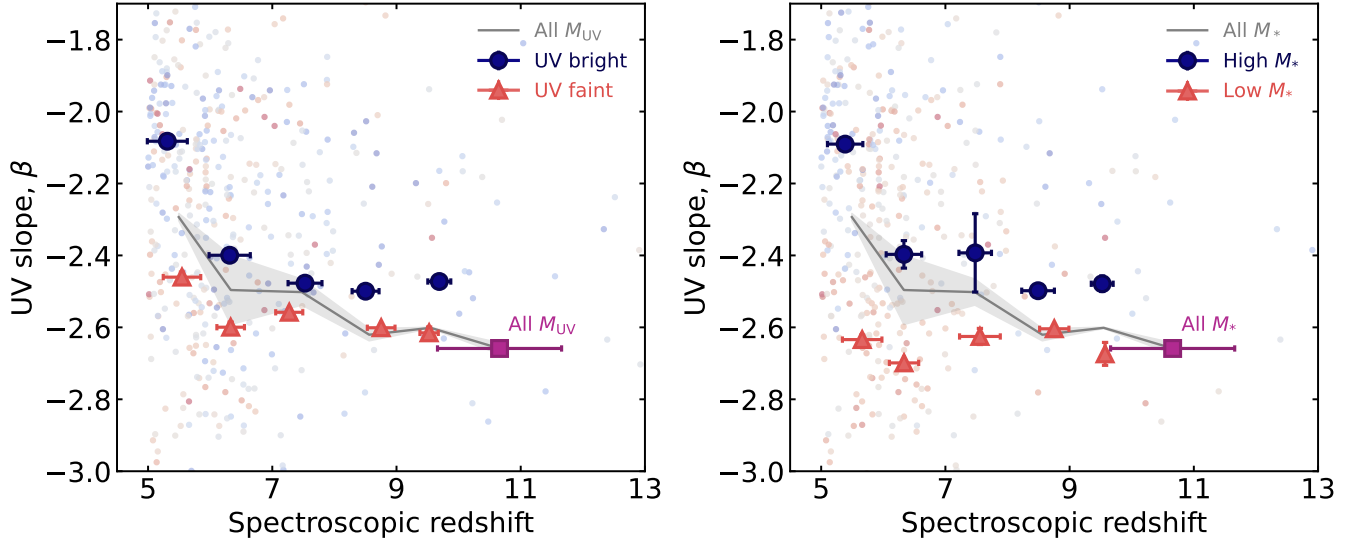 −1.8
−2.0
−2.2
−2.4
−2.6
−2.8
−3.0
UV slope, β
5 7 9 11 13
Spectroscopic redshift
All M_UV
UV bright
UV faint
All M_UV
−1.8
−2.0
−2.2
−2.4
−2.6
−2.8
−3.0
UV slope, β
5 7 9 11 13
Spectroscopic redshift
All M_*
High M_*
Low M_*
All M_*